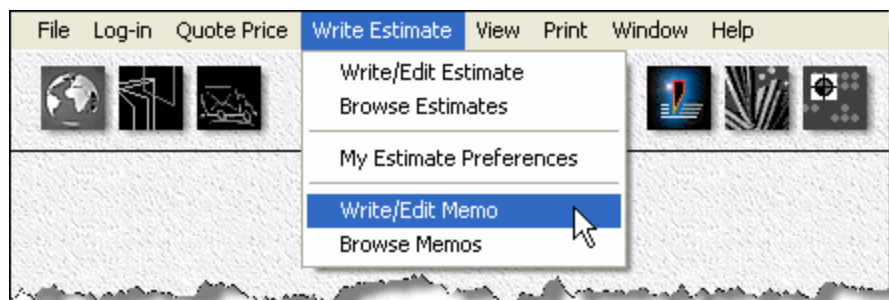 File Log-in Quote Price Write Estimate View Print Window Help
Write/Edit Estimate
Browse Estimates
My Estimate Preferences
Write/Edit Memo
Browse Memos